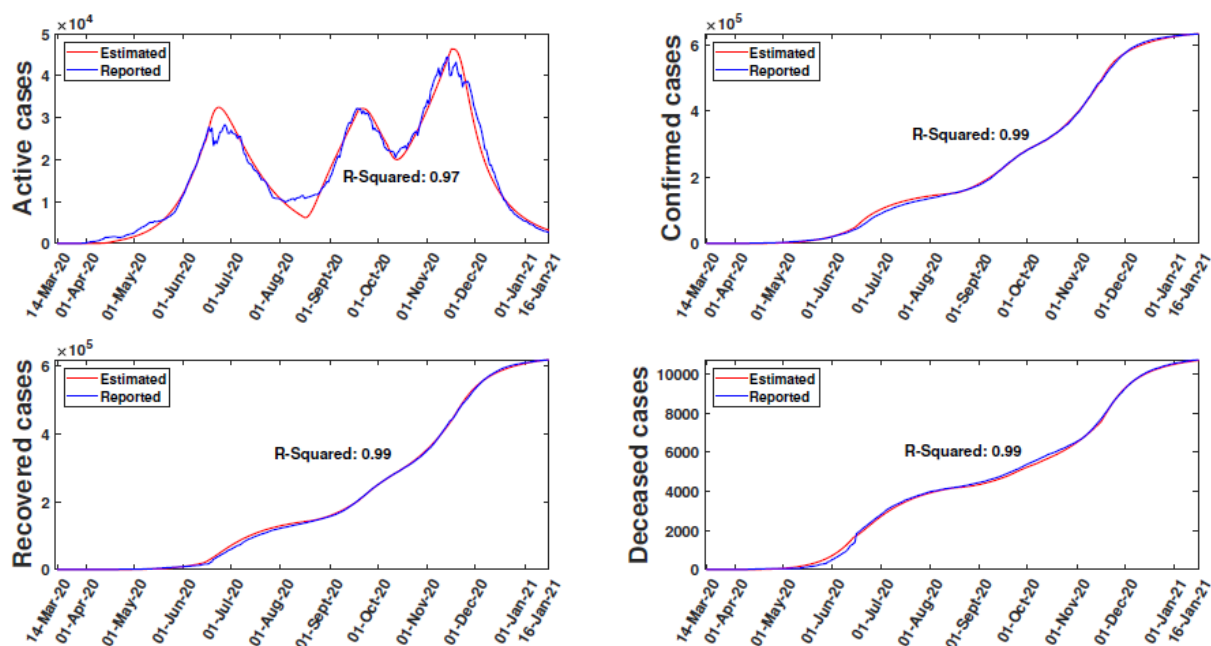 ×10⁴
5
4
3
2
1
0
Active cases
Estimated
Reported
R-Squared: 0.97
14-Mar-20
01-Apr-20
01-May-20
01-Jun-20
01-Jul-20
01-Aug-20
01-Sept-20
01-Oct-20
01-Nov-20
01-Dec-20
01-Jan-21
16-Jan-21
×10⁵
6
4
2
0
Confirmed cases
Estimated
Reported
R-Squared: 0.99
14-Mar-20
01-Apr-20
01-May-20
01-Jun-20
01-Jul-20
01-Aug-20
01-Sept-20
01-Oct-20
01-Nov-20
01-Dec-20
01-Jan-21
16-Jan-21
×10⁵
6
4
2
0
Recovered cases
Estimated
Reported
R-Squared: 0.99
14-Mar-20
01-Apr-20
01-May-20
01-Jun-20
01-Jul-20
01-Aug-20
01-Sept-20
01-Oct-20
01-Nov-20
01-Dec-20
01-Jan-21
16-Jan-21
10000
8000
6000
4000
2000
0
Deceased cases
Estimated
Reported
R-Squared: 0.99
14-Mar-20
01-Apr-20
01-May-20
01-Jun-20
01-Jul-20
01-Aug-20
01-Sept-20
01-Oct-20
01-Nov-20
01-Dec-20
01-Jan-21
16-Jan-21